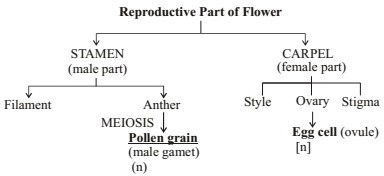 Reproductive Part of Flower
STAMEN
(male part)
CARPEL
(female part)
Filament
Anther
Style
Ovary
Stigma
MEIOSIS
Pollen grain
(male gamet)
(n)
Egg cell (ovule)
[n]